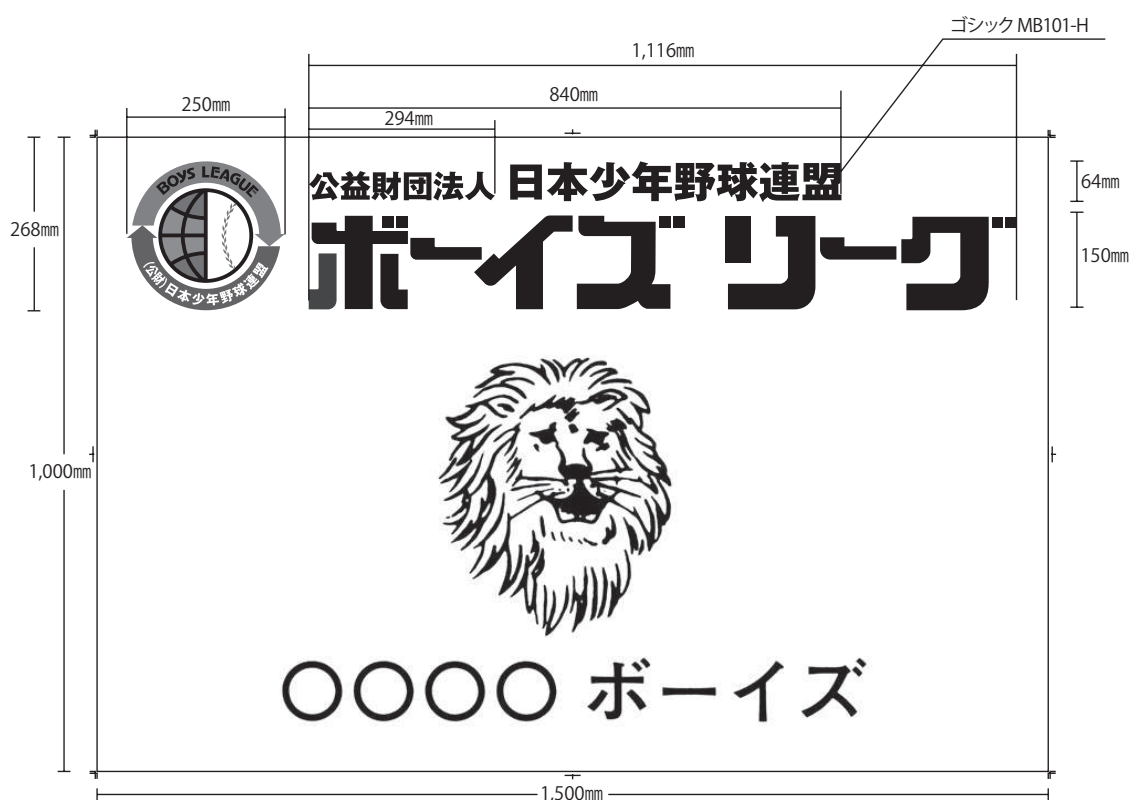 ゴシック MB101-H
1,116mm
840mm
250mm
294mm
BOYS LEAGUE
公益財団法人 日本少年野球連盟
64mm
268mm
ボーイズ リーグ
150mm
(公財)日本少年野球連盟
1,000mm
〇〇〇〇 ボーイズ
1,500mm